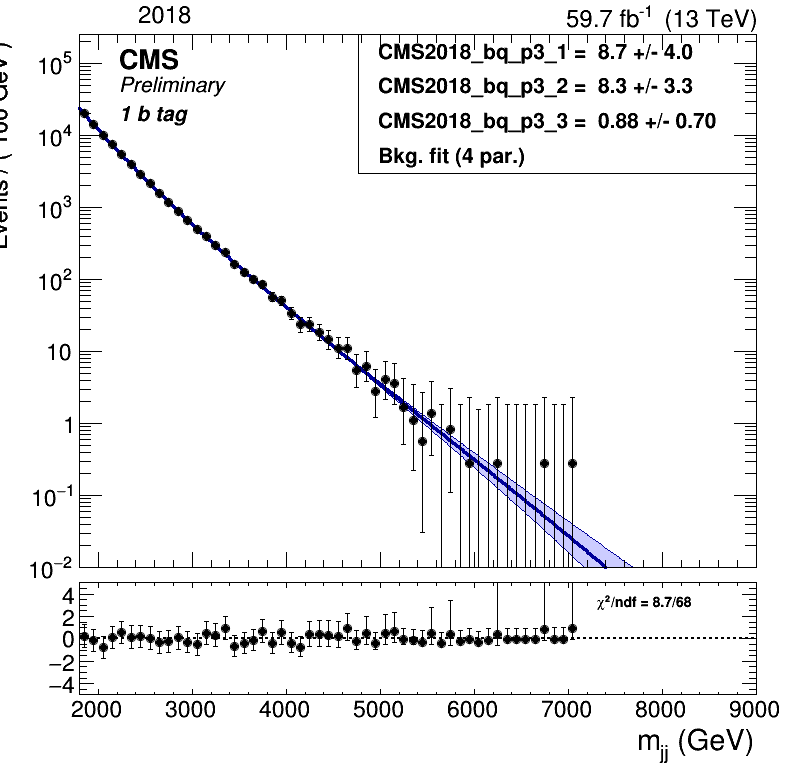 2018
59.7 fb⁻¹ (13 TeV)
CMS
Preliminary
1 b tag
CMS2018_bq_p3_1 = 8.7 +/- 4.0
CMS2018_bq_p3_2 = 8.3 +/- 3.3
CMS2018_bq_p3_3 = 0.88 +/- 0.70
Bkg. fit (4 par.)
Events / ( 100 GeV )
10⁵
10⁴
10³
10²
10
1
10⁻¹
10⁻²
χ²/ndf = 8.7/68
4
2
0
−2
−4
2000 3000 4000 5000 6000 7000 8000 9000
m_jj (GeV)